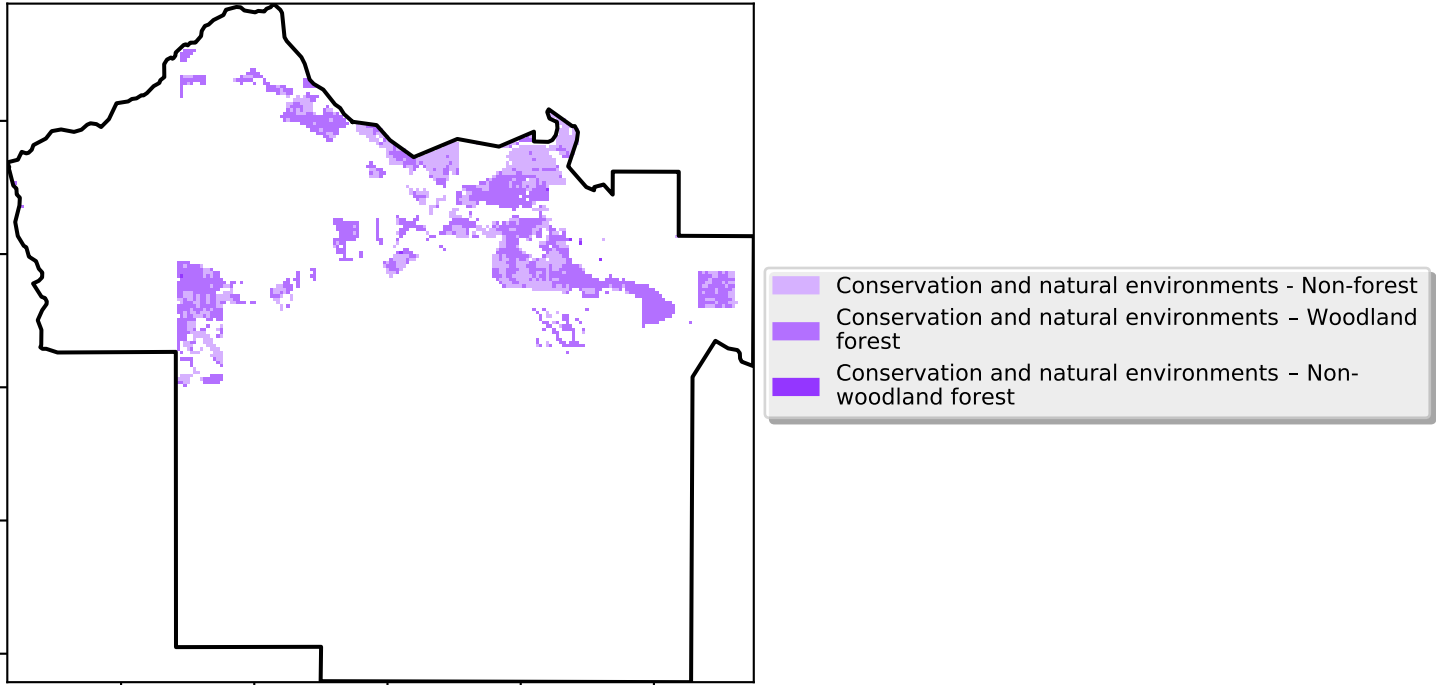 Conservation and natural environments - Non-forest
Conservation and natural environments – Woodland
forest
Conservation and natural environments – Non-
woodland forest